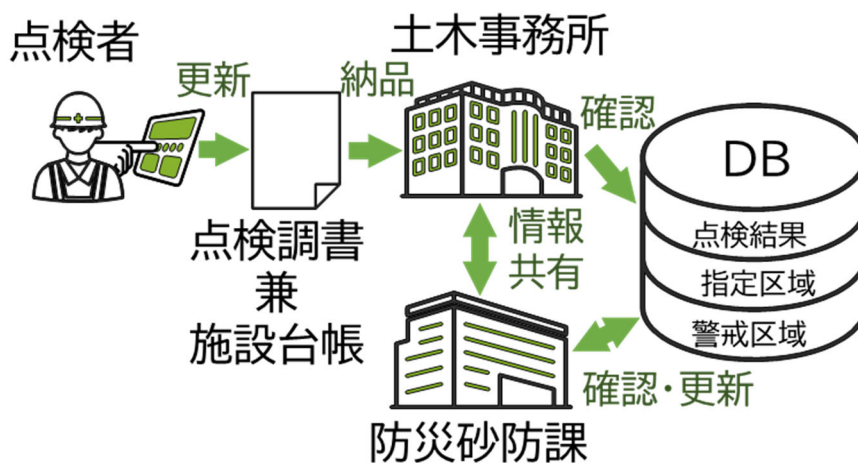 点検者
更新
点検調書
兼
施設台帳
納品
土木事務所
確認
情報
共有
防災砂防課
確認・更新
DB
点検結果
指定区域
警戒区域